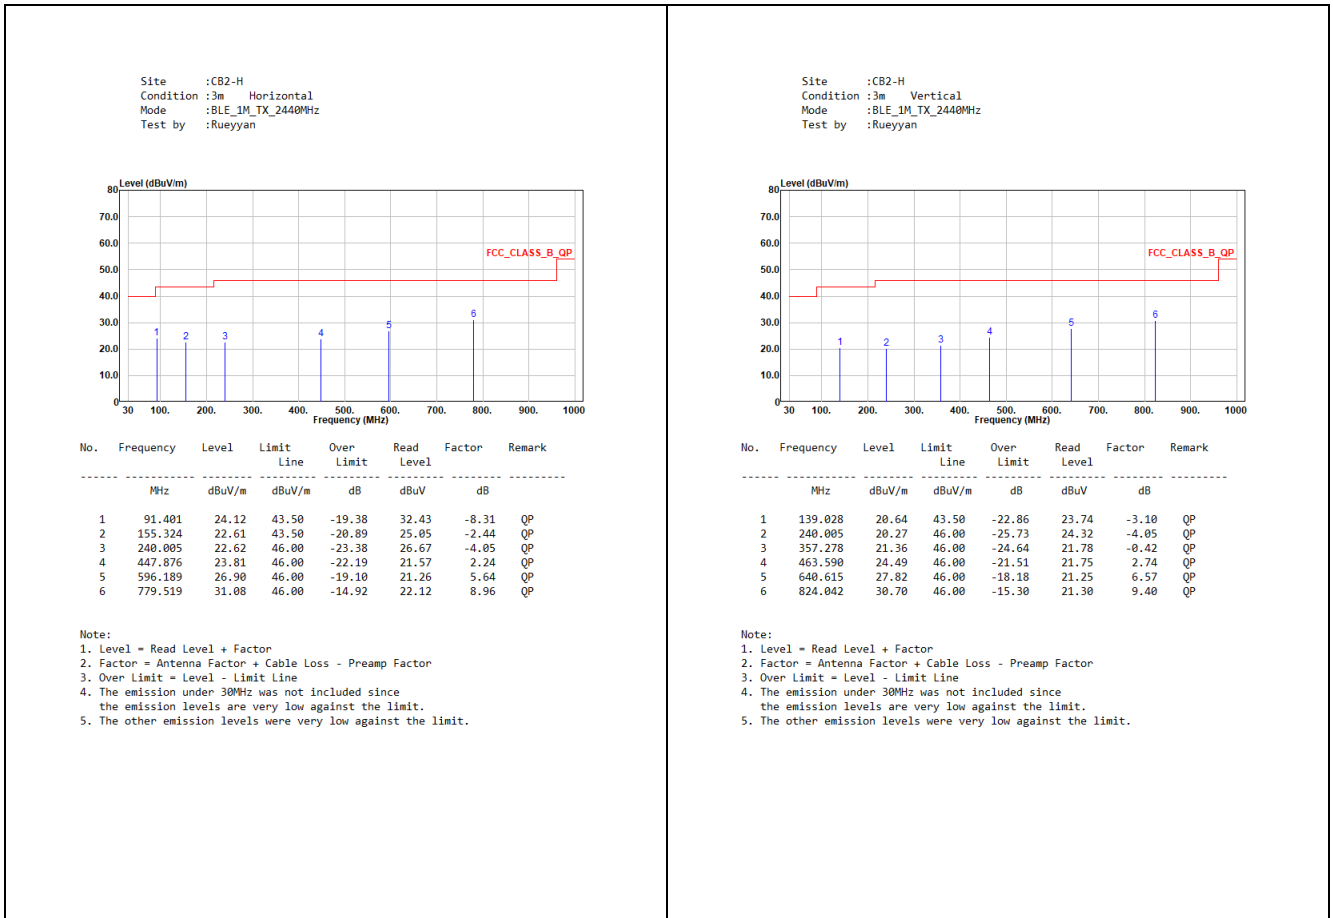 Site :CB2-H
Condition :3m Horizontal
Mode :BLE_1M_TX_2440MHz
Test by :Rueyyan
Level (dBuV/m)
80
70.0
60.0
FCC_CLASS_B_QP
50.0
40.0
30.0
20.0
10.0
0
1 2 3 4 5 6
30 100. 200. 300. 400. 500. 600. 700. 800. 900. 1000
Frequency (MHz)
No. Frequency Level Limit Over Read Factor Remark
Line Limit Level
------ ----------- --------- --------- -------- --------- -------- ---------
MHz dBuV/m dBuV/m dB dBuV dB
1 91.401 24.12 43.50 -19.38 32.43 -8.31 QP
2 155.324 22.61 43.50 -20.89 25.05 -2.44 QP
3 240.005 22.62 46.00 -23.38 26.67 -4.05 QP
4 447.876 23.81 46.00 -22.19 21.57 2.24 QP
5 596.189 26.90 46.00 -19.10 21.26 5.64 QP
6 779.519 31.08 46.00 -14.92 22.12 8.96 QP
Note:
1. Level = Read Level + Factor
2. Factor = Antenna Factor + Cable Loss - Preamp Factor
3. Over Limit = Level - Limit Line
4. The emission under 30MHz was not included since
the emission levels are very low against the limit.
5. The other emission levels were very low against the limit.
Site :CB2-H
Condition :3m Vertical
Mode :BLE_1M_TX_2440MHz
Test by :Rueyyan
Level (dBuV/m)
80
70.0
60.0
FCC_CLASS_B_QP
50.0
40.0
30.0
20.0
10.0
0
1 2 3 4 5 6
30 100. 200. 300. 400. 500. 600. 700. 800. 900. 1000
Frequency (MHz)
No. Frequency Level Limit Over Read Factor Remark
Line Limit Level
------ ----------- --------- --------- -------- --------- -------- ---------
MHz dBuV/m dBuV/m dB dBuV dB
1 139.028 20.64 43.50 -22.86 23.74 -3.10 QP
2 240.005 20.27 46.00 -25.73 24.32 -4.05 QP
3 357.278 21.36 46.00 -24.64 21.78 -0.42 QP
4 463.590 24.49 46.00 -21.51 21.75 2.74 QP
5 640.615 27.82 46.00 -18.18 21.25 6.57 QP
6 824.042 30.70 46.00 -15.30 21.30 9.40 QP
Note:
1. Level = Read Level + Factor
2. Factor = Antenna Factor + Cable Loss - Preamp Factor
3. Over Limit = Level - Limit Line
4. The emission under 30MHz was not included since
the emission levels are very low against the limit.
5. The other emission levels were very low against the limit.